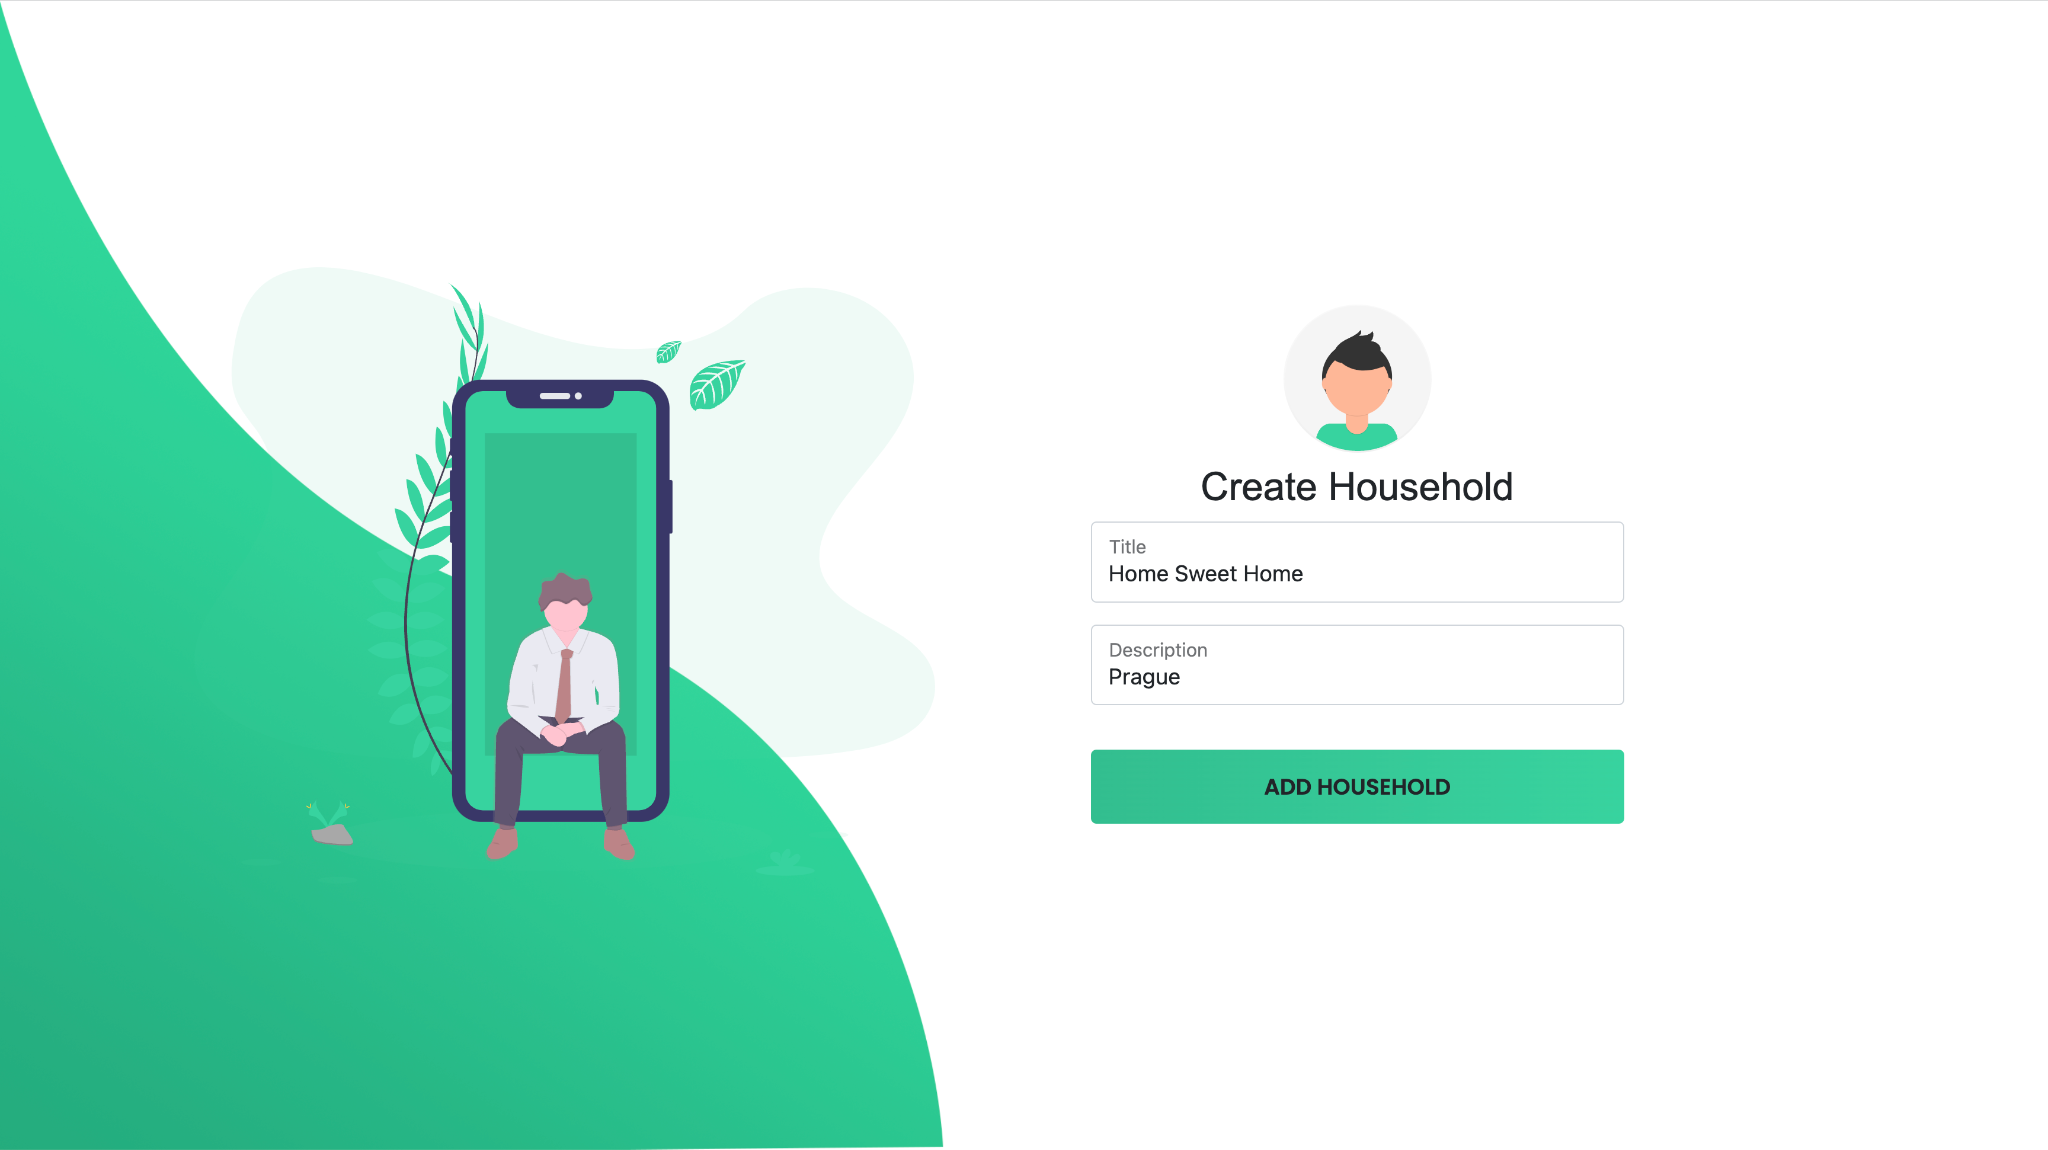 Create Household
Title
Home Sweet Home
Description
Prague
ADD HOUSEHOLD